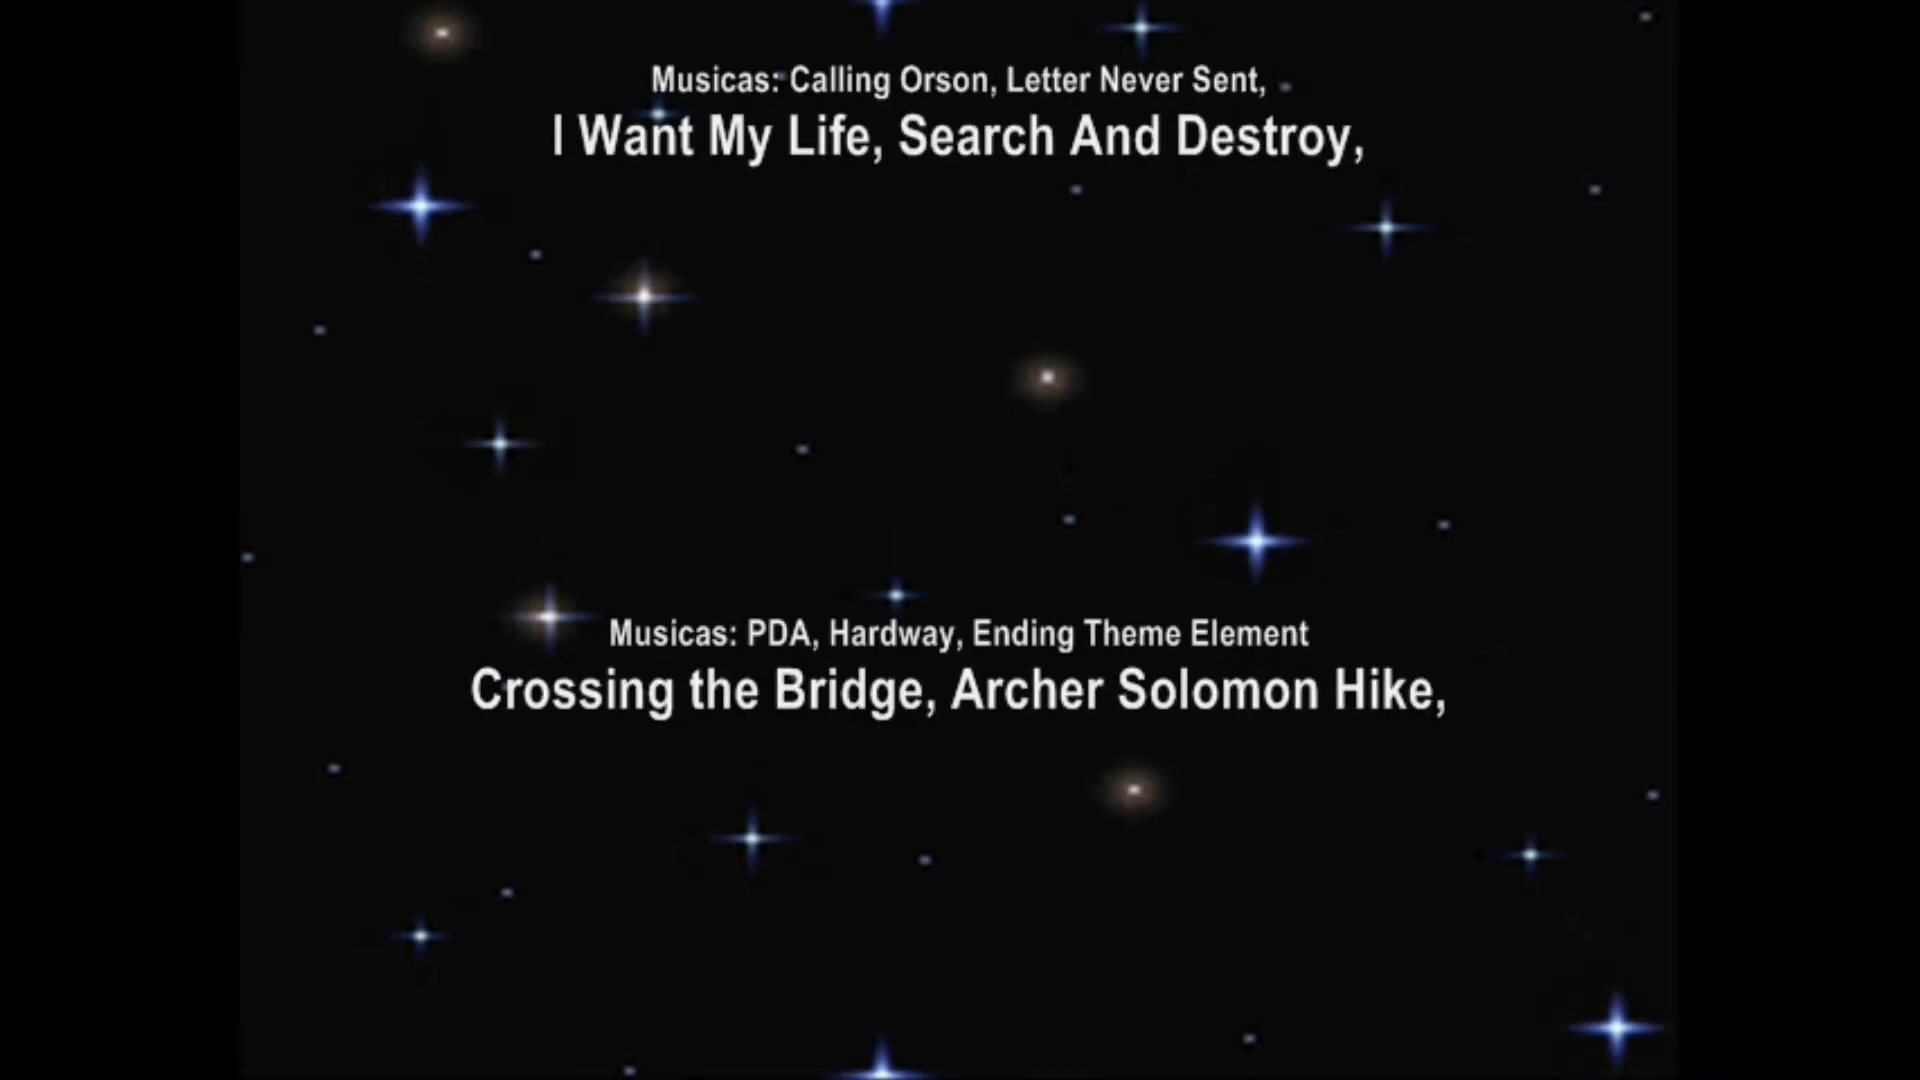 Musicas: Calling Orson, Letter Never Sent,
I Want My Life, Search And Destroy,
Musicas: PDA, Hardway, Ending Theme Element
Crossing the Bridge, Archer Solomon Hike,